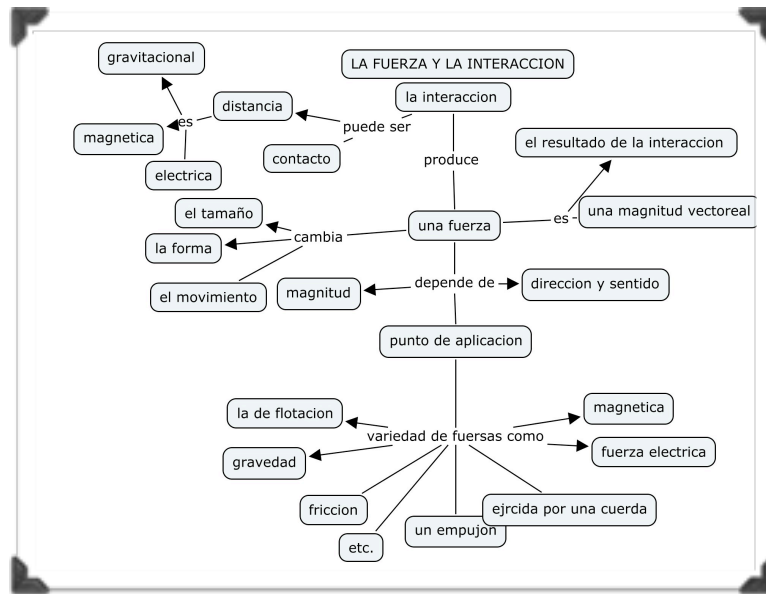 LA FUERZA Y LA INTERACCION
la interaccion
puede ser
distancia
contacto
es
gravitacional
magnetica
electrica
produce
una fuerza
es
el resultado de la interaccion
una magnitud vectoreal
cambia
el tamaño
la forma
el movimiento
depende de
magnitud
direccion y sentido
punto de aplicacion
variedad de fuersas como
la de flotacion
gravedad
friccion
etc.
un empujon
ejrcida por una cuerda
fuerza electrica
magnetica